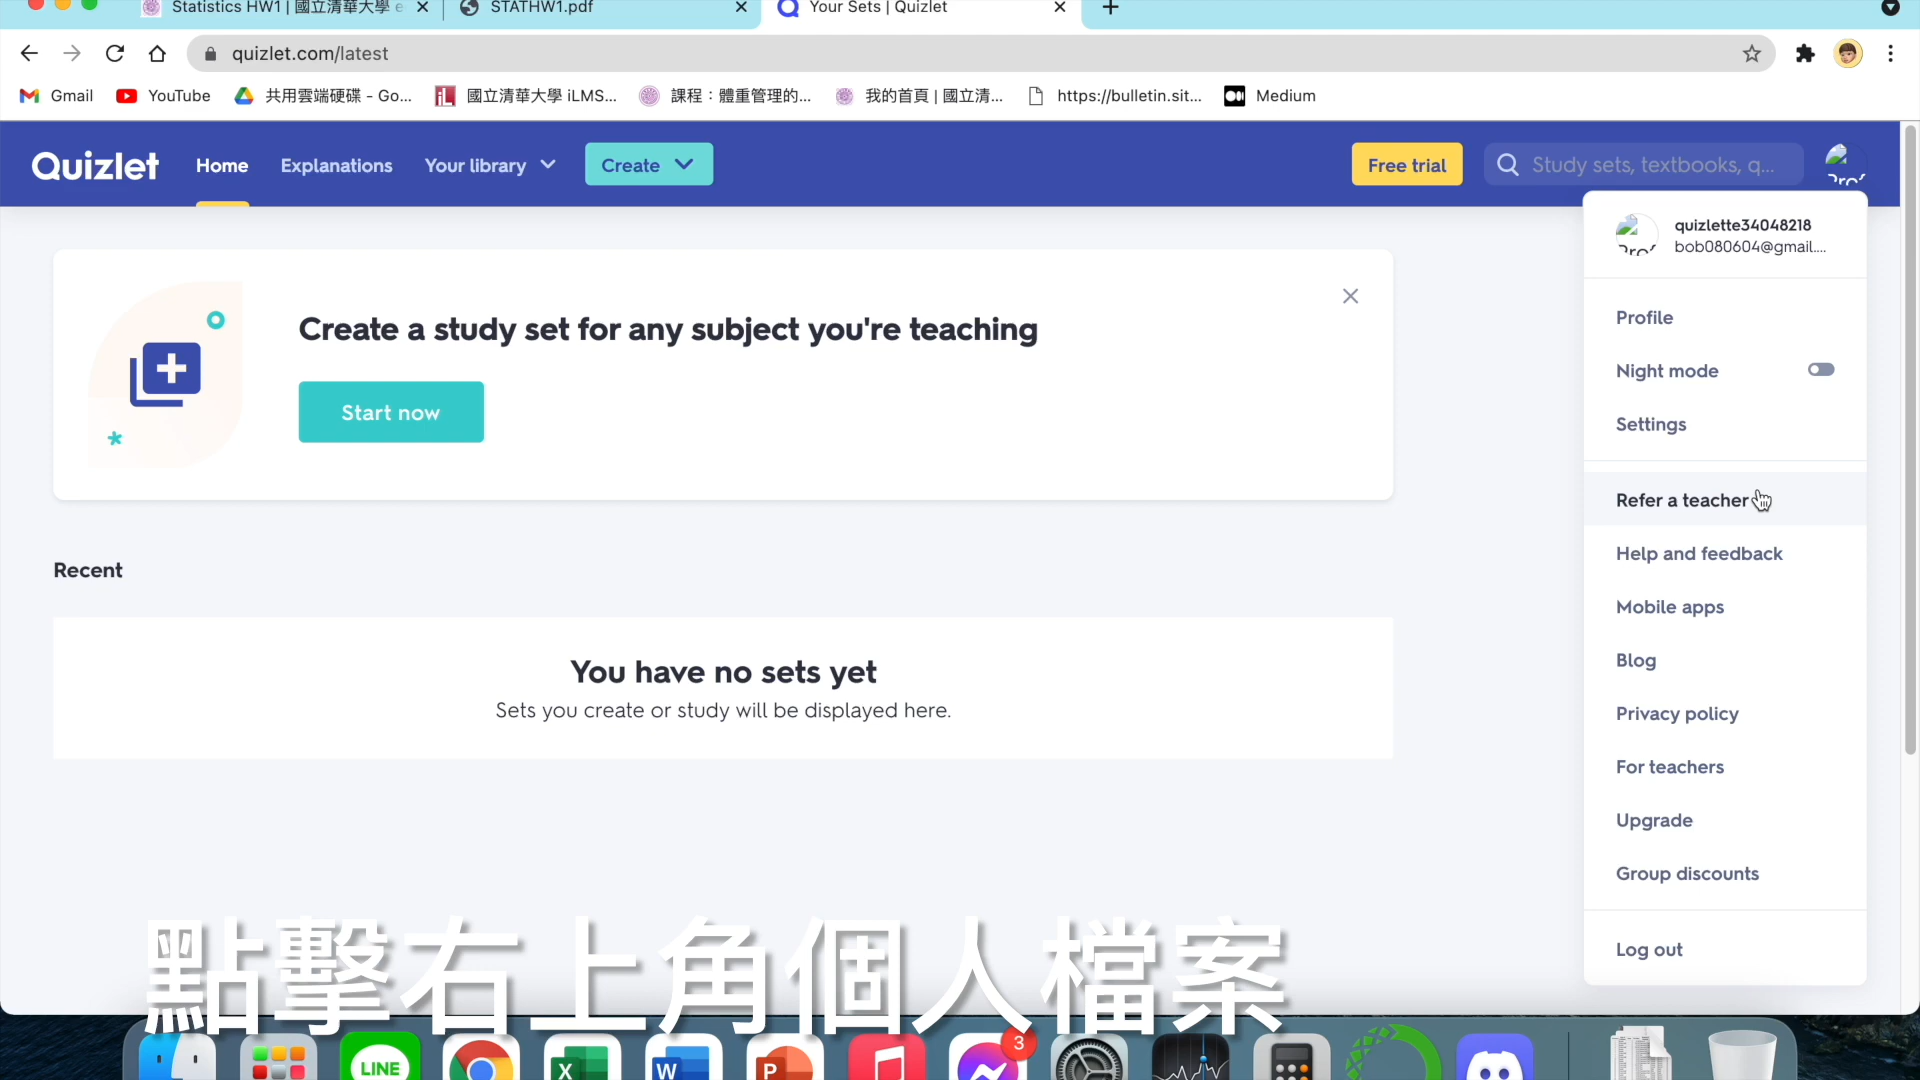 Statistics HW1 | 國立清華大學 e
STATHW1.pdf
Your Sets | Quizlet
quizlet.com/latest
Gmail
YouTube
共用雲端硬碟 - Go...
iL
國立清華大學 iLMS...
課程：體重管理的...
我的首頁 | 國立清...
https://bulletin.sit...
Medium
Quizlet
Home
Explanations
Your library
Create
Free trial
Study sets, textbooks, q...
quizlette34048218
bob080604@gmail....
Create a study set for any subject you're teaching
Start now
Profile
Night mode
Settings
Refer a teacher
Help and feedback
Mobile apps
Blog
Privacy policy
For teachers
Upgrade
Group discounts
Log out
Recent
You have no sets yet
Sets you create or study will be displayed here.
點擊右上角個人檔案
LINE
X
W
P
3